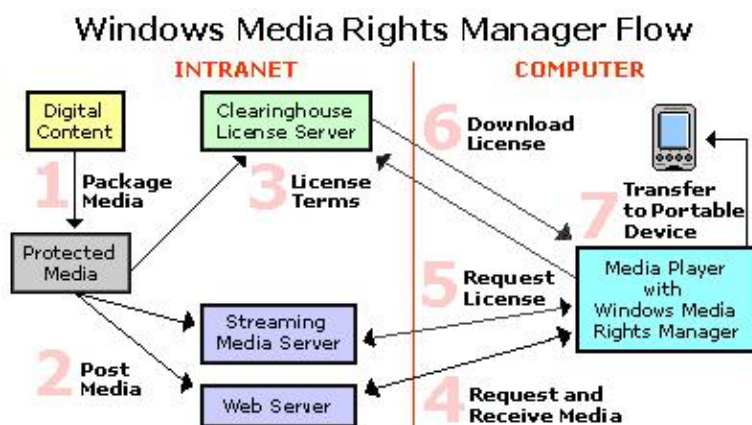 Windows Media Rights Manager Flow
INTRANET
COMPUTER
Digital
Content
Clearinghouse
License Server
1
Package
Media
3
License
Terms
6
Download
License
7
Transfer
to Portable
Device
Protected
Media
5
Request
License
Media Player
with
Windows Media
Rights Manager
Streaming
Media Server
2
Post
Media
Web Server
4
Request and
Receive Media